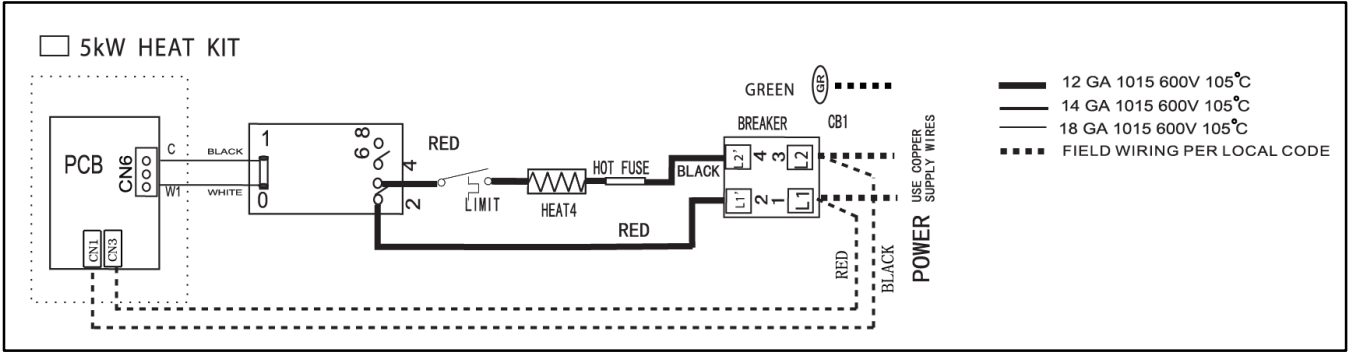 5kW HEAT KIT
PCB
CN6
C
W1
BLACK
WHITE
CN1
CN3
1
0
8
6
4
2
RED
LIMIT
HEAT4
HOT FUSE
BLACK
RED
GREEN
GR
BREAKER
CB1
L2'
4
3
L2
L1'
2
1
L1
RED
BLACK
POWER
USE COPPER
SUPPLY WIRES
12 GA 1015 600V 105°C
14 GA 1015 600V 105°C
18 GA 1015 600V 105°C
FIELD WIRING PER LOCAL CODE